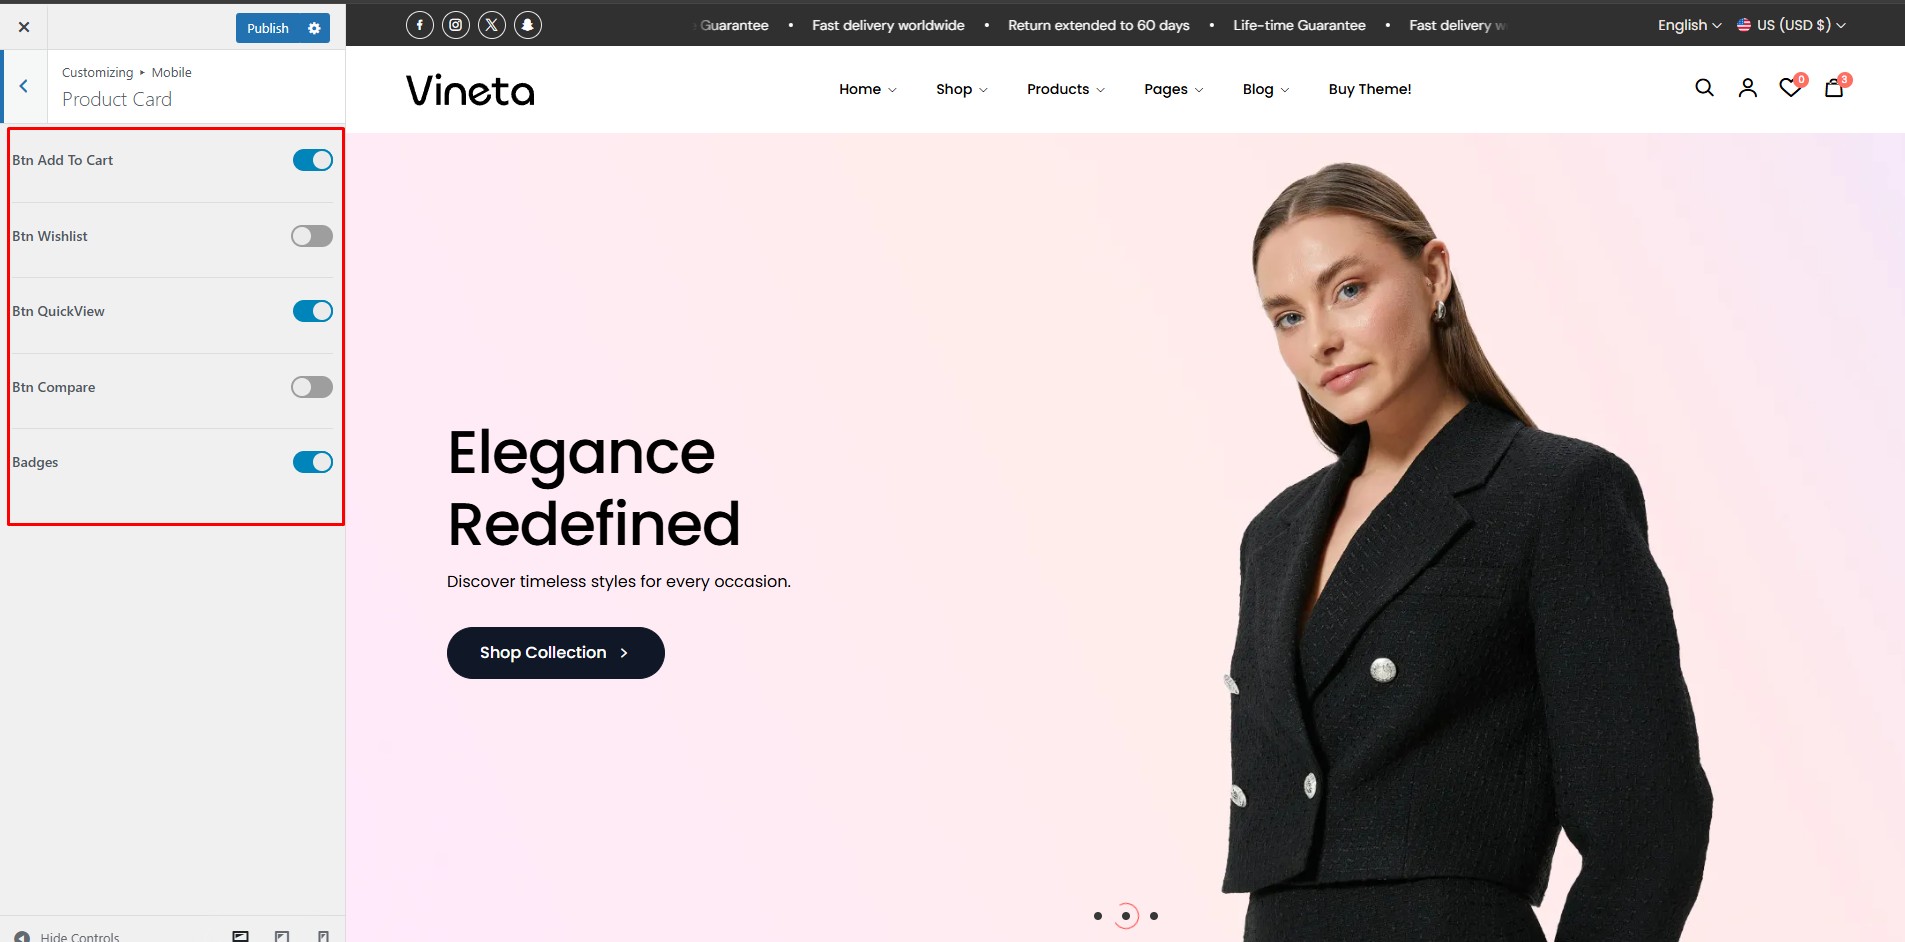 Publish
Customizing ▸ Mobile
Product Card
Btn Add To Cart
Btn Wishlist
Btn QuickView
Btn Compare
Badges
Hide Controls
Guarantee • Fast delivery worldwide • Return extended to 60 days • Life-time Guarantee • Fast delivery
English
US (USD $)
Vineta
Home
Shop
Products
Pages
Blog
Buy Theme!
0
3
Elegance
Redefined
Discover timeless styles for every occasion.
Shop Collection